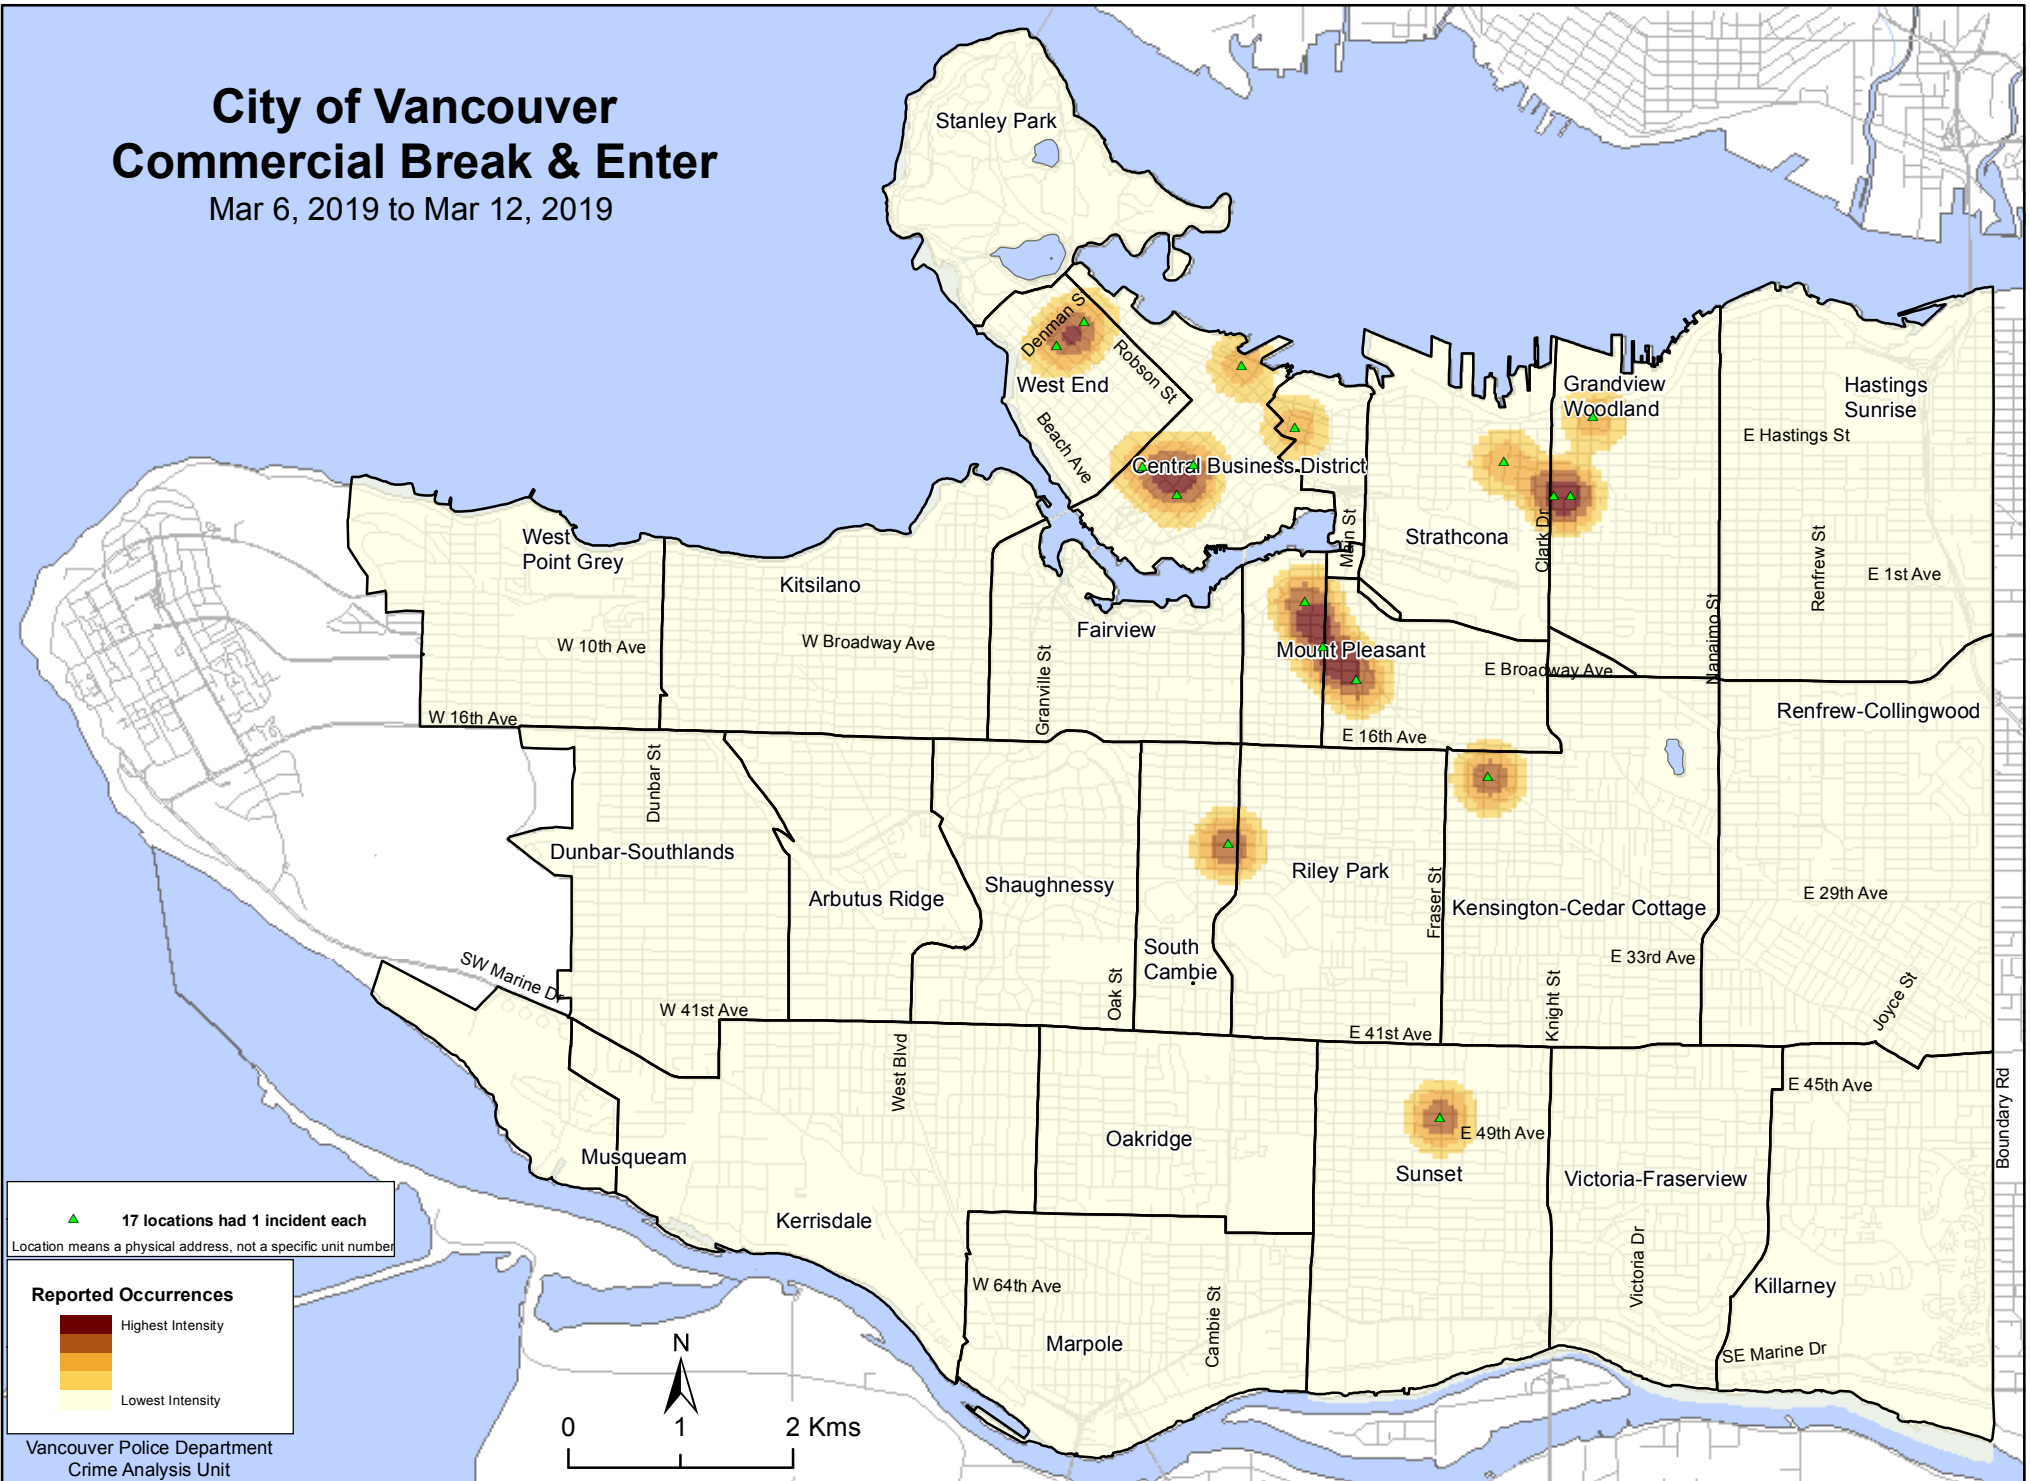 City of Vancouver
Commercial Break & Enter
Mar 6, 2019 to Mar 12, 2019
Stanley Park
Denman S
Robson St
West End
Beach Ave
Central Business District
Grandview
Woodland
Hastings
Sunrise
E Hastings St
West
Point Grey
Kitsilano
Fairview
Main St
Strathcona
Clark Dr
Renfrew St
E 1st Ave
Nanaimo St
W 10th Ave
W Broadway Ave
Granville St
Mount Pleasant
E Broadway Ave
W 16th Ave
E 16th Ave
Renfrew-Collingwood
Dunbar St
Dunbar-Southlands
Arbutus Ridge
Shaughnessy
Riley Park
Fraser St
Kensington-Cedar Cottage
E 29th Ave
South
Cambie
E 33rd Ave
SW Marine Dr
W 41st Ave
Oak St
Knight St
Joyce St
E 41st Ave
West Blvd
E 45th Ave
Boundary Rd
Oakridge
E 49th Ave
Sunset
Musqueam
Victoria-Fraserview
Kerrisdale
Victoria Dr
W 64th Ave
Cambie St
Killarney
Marpole
SE Marine Dr
17 locations had 1 incident each
Location means a physical address, not a specific unit number
Reported Occurrences
Highest Intensity
Lowest Intensity
N
0 1 2 Kms
Vancouver Police Department
Crime Analysis Unit